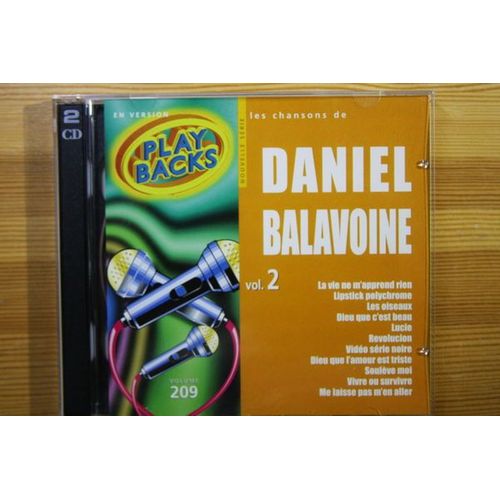 2
CD
EN VERSION
PLAY
BACKS
NOUVELLE SÉRIE
les chansons de
DANIEL
BALAVOINE
vol. 2
La vie ne m'apprend rien
Lipstick polychrome
Les oiseaux
Dieu que c'est beau
Lucie
Revolucion
Vidéo série noire
Dieu que l'amour est triste
Soulève moi
Vivre ou survivre
Me laisse pas m'en aller
VOLUME
209